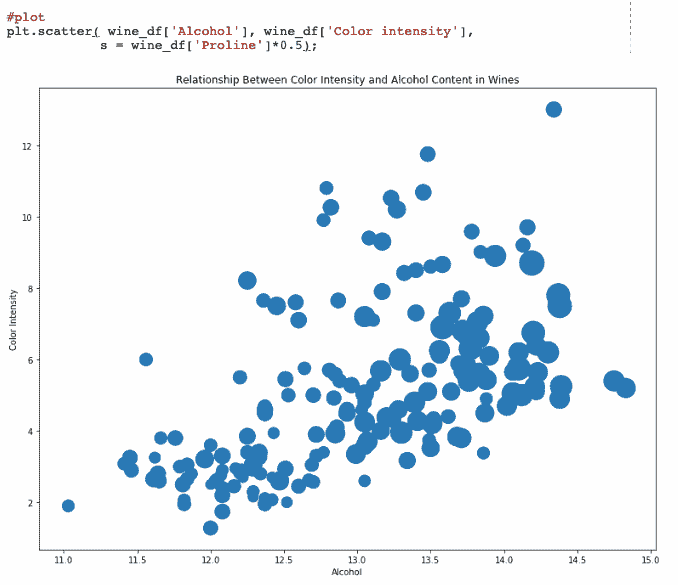 #plot
plt.scatter( wine_df['Alcohol'], wine_df['Color intensity'],
s = wine_df['Proline']*0.5);
Relationship Between Color Intensity and Alcohol Content in Wines
12
10
8
6
4
2
Color Intensity
11.0 11.5 12.0 12.5 13.0 13.5 14.0 14.5 15.0
Alcohol